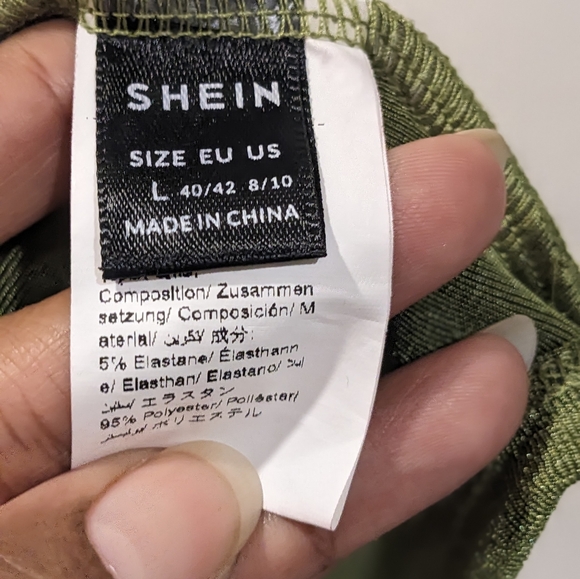 SHEIN
SIZE EU US
L 40/42 8/10
MADE IN CHINA
Composition/ Zusammen
setzung/ Composición/ M
aterial/ تكوين 成分:
5% Elastane/ Élasthann
e/ Elasthan/ Elastano/
エラスタン
95% Polyester/ Poliéster/
ポリエステル